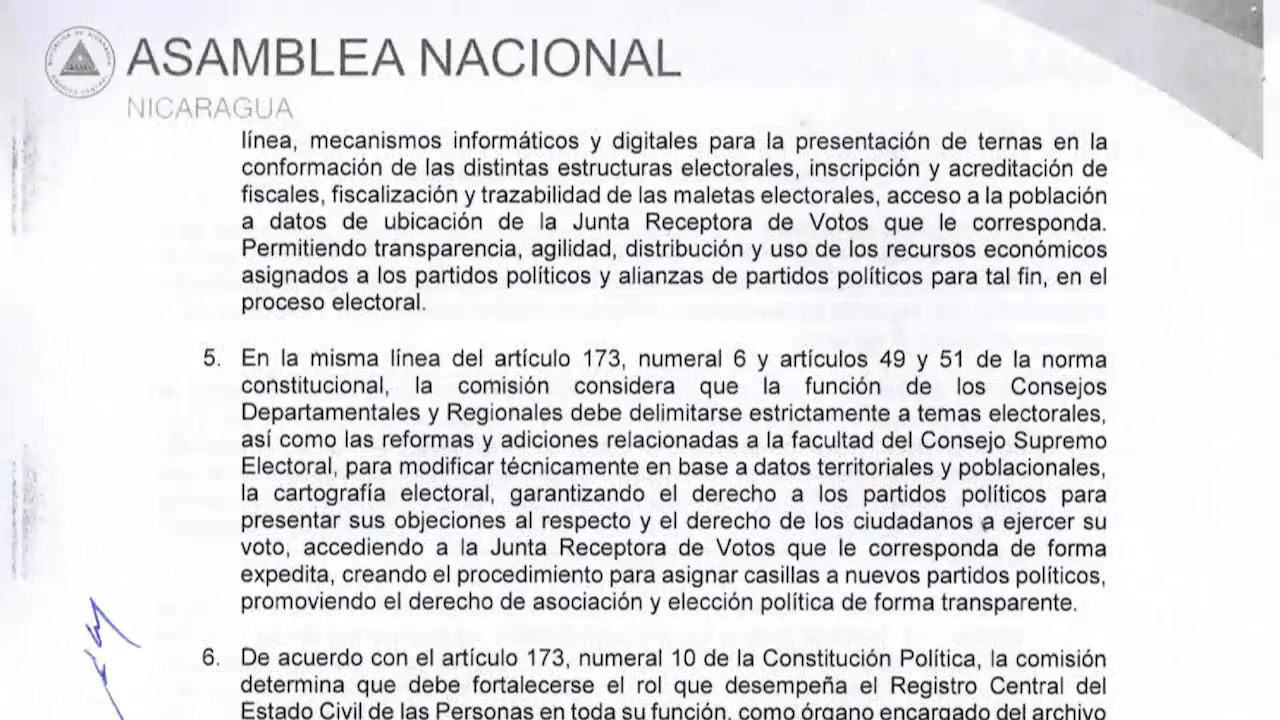 ASAMBLEA NACIONAL
NICARAGUA
línea, mecanismos informáticos y digitales para la presentación de ternas en la
conformación de las distintas estructuras electorales, inscripción y acreditación de
fiscales, fiscalización y trazabilidad de las maletas electorales, acceso a la población
a datos de ubicación de la Junta Receptora de Votos que le corresponda.
Permitiendo transparencia, agilidad, distribución y uso de los recursos económicos
asignados a los partidos políticos y alianzas de partidos políticos para tal fin, en el
proceso electoral.
5. En la misma línea del artículo 173, numeral 6 y artículos 49 y 51 de la norma
constitucional, la comisión considera que la función de los Consejos
Departamentales y Regionales debe delimitarse estrictamente a temas electorales,
así como las reformas y adiciones relacionadas a la facultad del Consejo Supremo
Electoral, para modificar técnicamente en base a datos territoriales y poblacionales,
la cartografía electoral, garantizando el derecho a los partidos políticos para
presentar sus objeciones al respecto y el derecho de los ciudadanos a ejercer su
voto, accediendo a la Junta Receptora de Votos que le corresponda de forma
expedita, creando el procedimiento para asignar casillas a nuevos partidos políticos,
promoviendo el derecho de asociación y elección política de forma transparente.
6. De acuerdo con el artículo 173, numeral 10 de la Constitución Política, la comisión
determina que debe fortalecerse el rol que desempeña el Registro Central del
Estado Civil de las Personas en toda su función, como órgano encargado del archivo